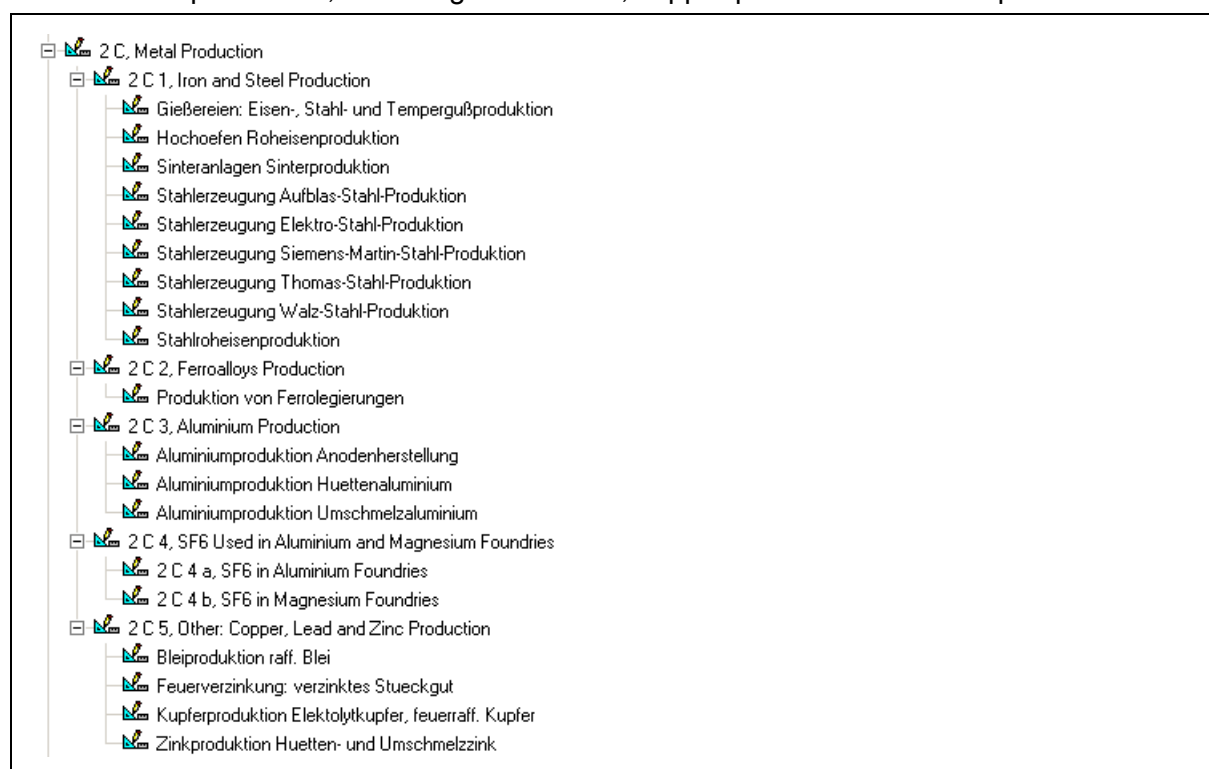 2 C, Metal Production
2 C 1, Iron and Steel Production
Gießereien: Eisen-, Stahl- und Tempergußproduktion
Hochoefen Roheisenproduktion
Sinteranlagen Sinterproduktion
Stahlerzeugung Aufblas-Stahl-Produktion
Stahlerzeugung Elektro-Stahl-Produktion
Stahlerzeugung Siemens-Martin-Stahl-Produktion
Stahlerzeugung Thomas-Stahl-Produktion
Stahlerzeugung Walz-Stahl-Produktion
Stahlroheisenproduktion
2 C 2, Ferroalloys Production
Produktion von Ferrolegierungen
2 C 3, Aluminium Production
Aluminiumproduktion Anodenherstellung
Aluminiumproduktion Huettenaluminium
Aluminiumproduktion Umschmelzaluminium
2 C 4, SF6 Used in Aluminium and Magnesium Foundries
2 C 4 a, SF6 in Aluminium Foundries
2 C 4 b, SF6 in Magnesium Foundries
2 C 5, Other: Copper, Lead and Zinc Production
Bleiproduktion raff. Blei
Feuerverzinkung: verzinktes Stueckgut
Kupferproduktion Elektolytkupfer, feuerraff. Kupfer
Zinkproduktion Huetten- und Umschmelzzink